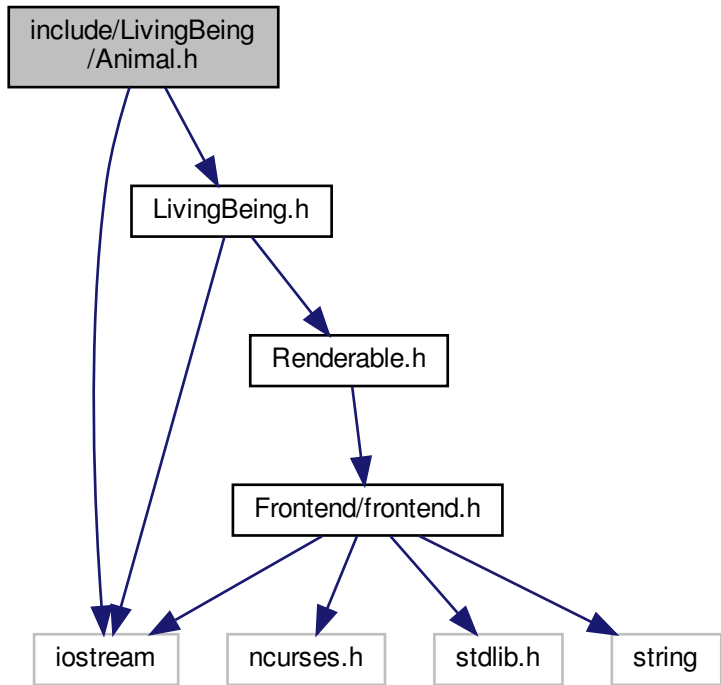 include/LivingBeing
/Animal.h
LivingBeing.h
Renderable.h
Frontend/frontend.h
iostream
ncurses.h
stdlib.h
string